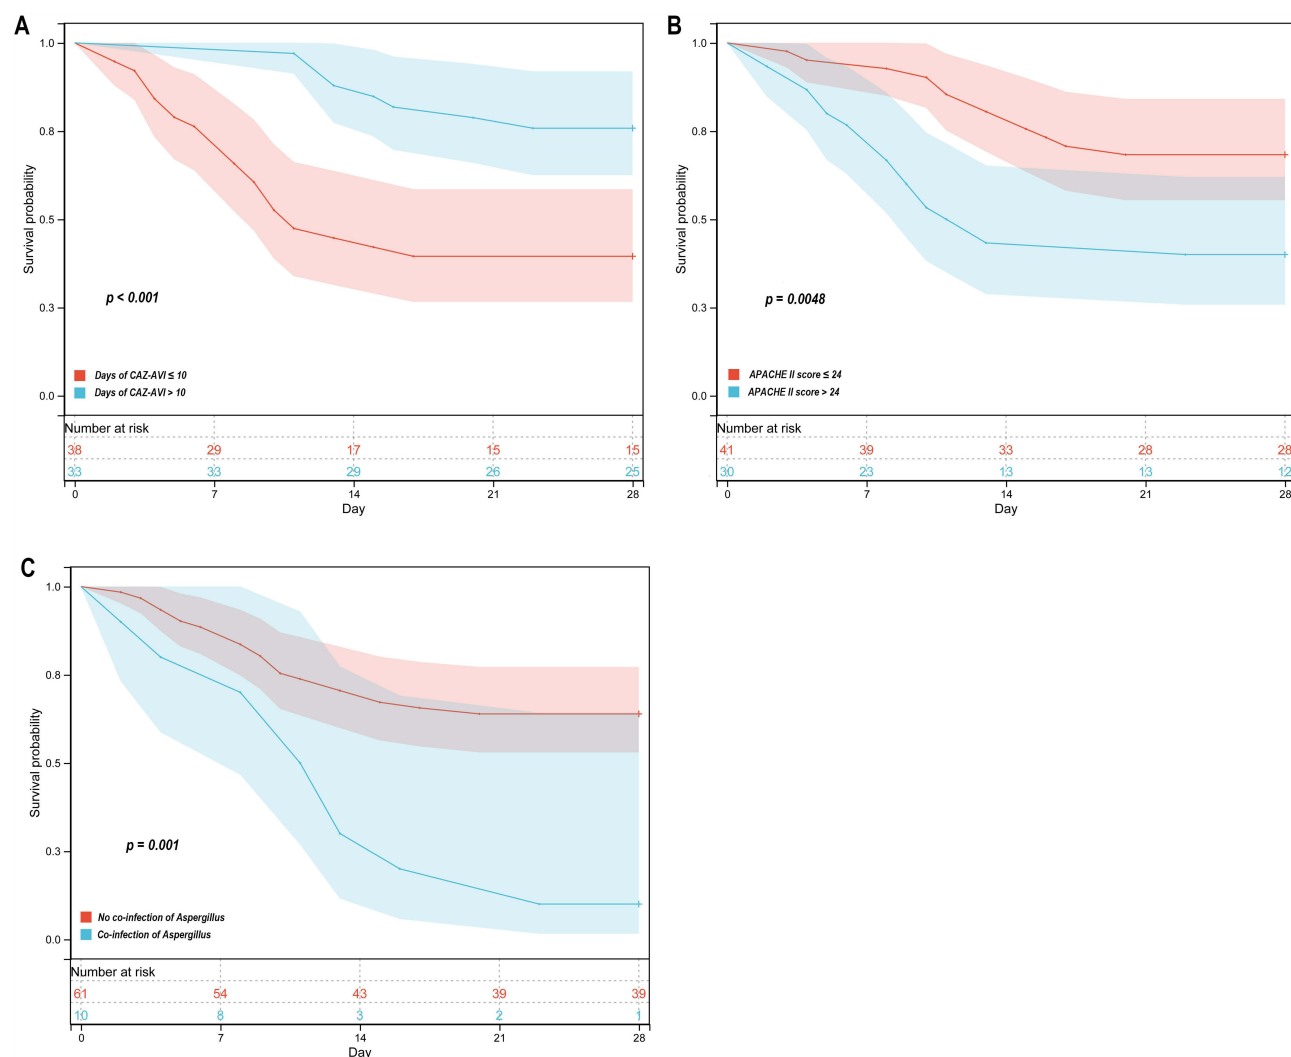 A
Survival probability
1.0
0.8
0.5
0.3
0.0
p < 0.001
Days of CAZ-AVI ≤ 10
Days of CAZ-AVI > 10
Number at risk
38 29 17 15 15
33 33 29 26 25
0 7 14 21 28
Day
B
Survival probability
1.0
0.8
0.5
0.3
0.0
p = 0.0048
APACHE II score ≤ 24
APACHE II score > 24
Number at risk
41 39 33 28 28
30 23 13 13 12
0 7 14 21 28
Day
C
Survival probability
1.0
0.8
0.5
0.3
0.0
p = 0.001
No co-infection of Aspergillus
Co-infection of Aspergillus
Number at risk
61 54 43 39 39
10 8 3 2 1
0 7 14 21 28
Day